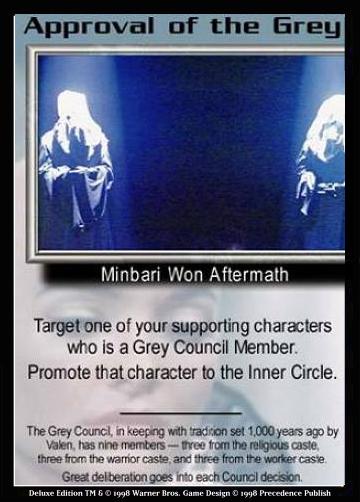 Approval of the Grey
Minbari Won Aftermath
Target one of your supporting characters
who is a Grey Council Member.
Promote that character to the Inner Circle.
The Grey Council, in keeping with tradition set 1,000 years ago by
Valen, has nine members — three from the religious caste,
three from the warrior caste, and three from the worker caste.
Great deliberation goes into each Council decision.
Deluxe Edition TM & © 1998 Warner Bros. Game Design © 1998 Precedence Publish